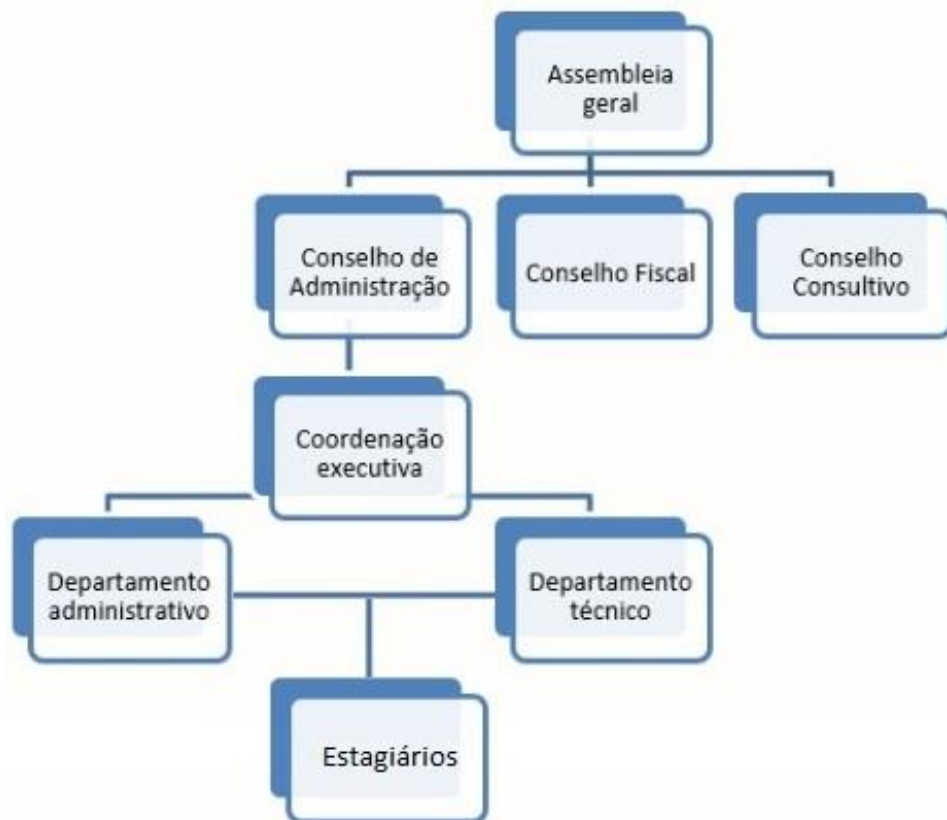 Assembleia
geral
Conselho de
Administração
Conselho Fiscal
Conselho
Consultivo
Coordenação
executiva
Departamento
administrativo
Departamento
técnico
Estagiários